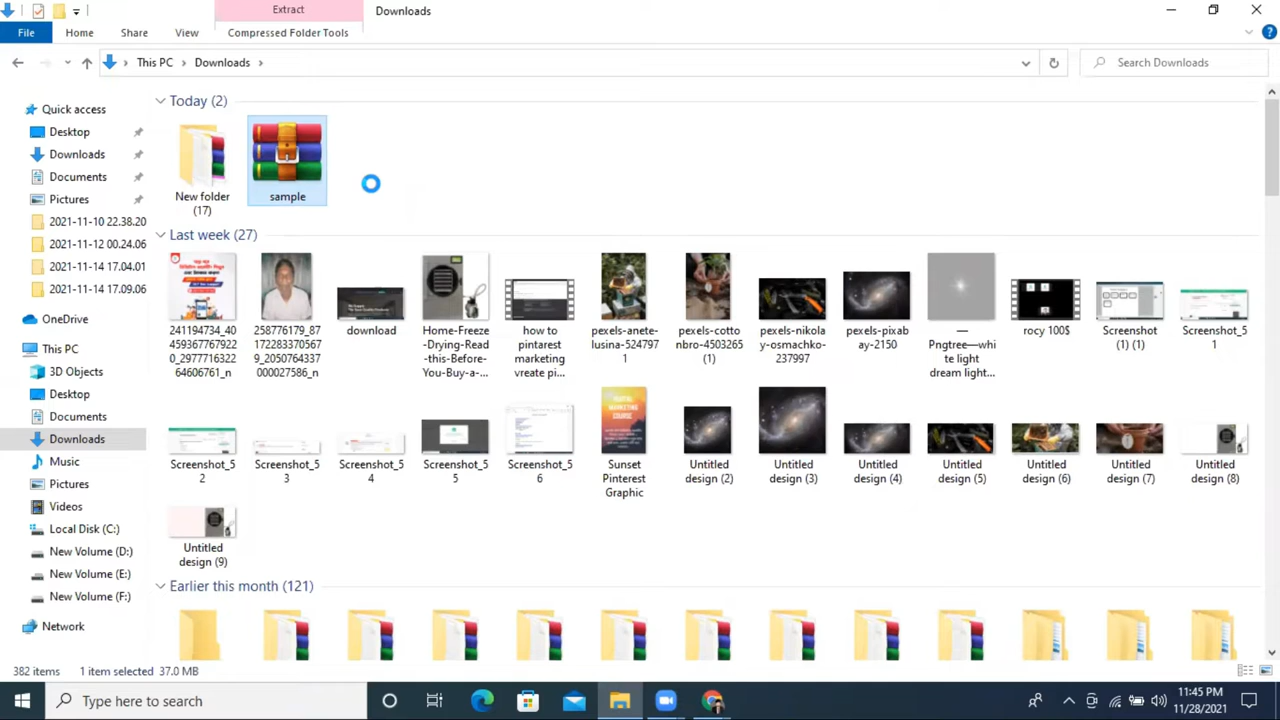 Extract
Downloads
File
Home
Share
View
Compressed Folder Tools
This PC
Downloads
Search Downloads
Quick access
Desktop
Downloads
Documents
Pictures
2021-11-10 22.38.20
2021-11-12 00.24.06
2021-11-14 17.04.01
2021-11-14 17.09.06
OneDrive
This PC
3D Objects
Desktop
Documents
Downloads
Music
Pictures
Videos
Local Disk (C:)
New Volume (D:)
New Volume (E:)
New Volume (F:)
Network
Today (2)
New folder
(17)
sample
Last week (27)
241194734_40
45936776792
0_2977716322
64606761_n
258776179_87
172283370567
9_2050764337
000027586_n
download
Home-Freeze
-Drying-Read
-this-Before-
You-Buy-a-...
how to
pintarest
marketing
vreate pi...
pexels-anete-
lusina-524797
1
pexels-cotto
nbro-4503265
(1)
pexels-nikola
y-osmachko-
237997
pexels-pixab
ay-2150
—
Pngtree—whi
te light
dream light...
rocy 100$
Screenshot
(1) (1)
Screenshot_5
1
Screenshot_5
2
Screenshot_5
3
Screenshot_5
4
Screenshot_5
5
Screenshot_5
6
Sunset
Pinterest
Graphic
Untitled
design (2)
Untitled
design (3)
Untitled
design (4)
Untitled
design (5)
Untitled
design (6)
Untitled
design (7)
Untitled
design (8)
Untitled
design (9)
Earlier this month (121)
382 items
1 item selected 37.0 MB
Type here to search
11:45 PM
11/28/2021